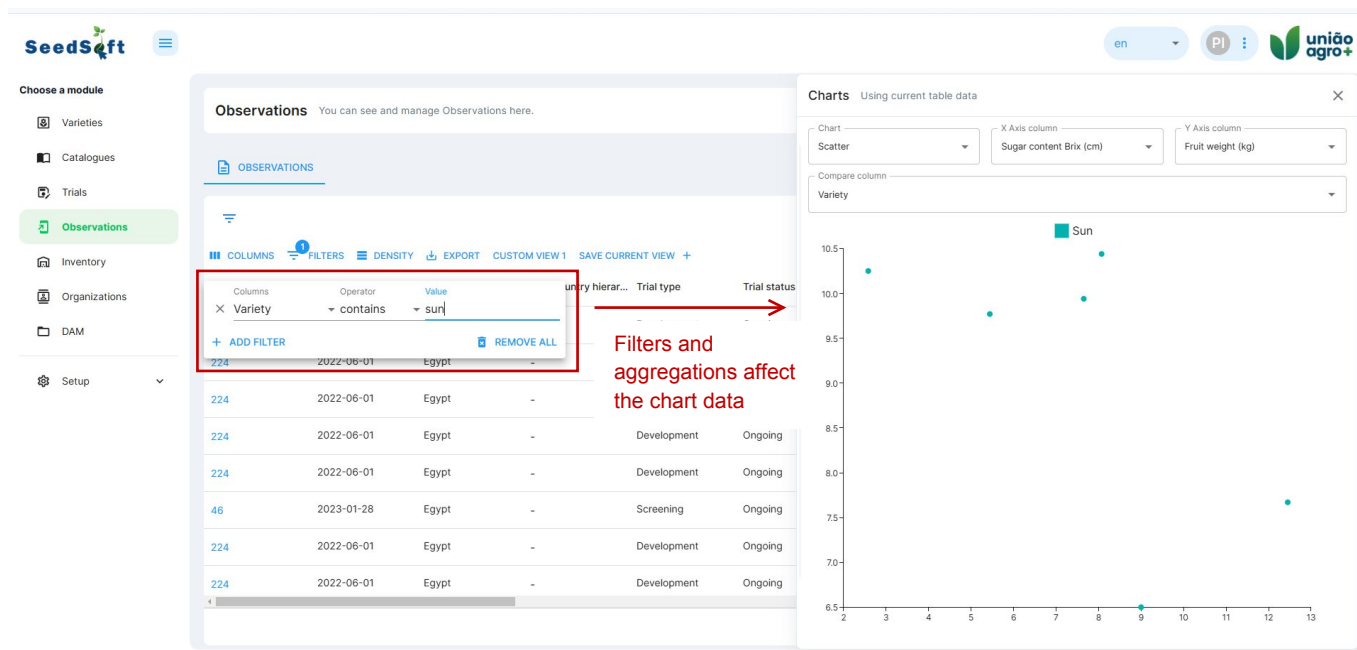 SeedSoft
en
PI
união
agro+
Choose a module
Varieties
Catalogues
Trials
Observations
Inventory
Organizations
DAM
Setup
Observations You can see and manage Observations here.
OBSERVATIONS
COLUMNS 1 FILTERS DENSITY EXPORT CUSTOM VIEW 1 SAVE CURRENT VIEW +
untry hierar... Trial type Trial status
Columns Operator Value
Variety contains sun
+ ADD FILTER REMOVE ALL
224 2022-06-01 Egypt -
224 2022-06-01 Egypt -
224 2022-06-01 Egypt - Development Ongoing
224 2022-06-01 Egypt - Development Ongoing
46 2023-01-28 Egypt - Screening Ongoing
224 2022-06-01 Egypt - Development Ongoing
224 2022-06-01 Egypt - Development Ongoing
Filters and
aggregations affect
the chart data
Charts Using current table data
Chart X Axis column Y Axis column
Scatter Sugar content Brix (cm) Fruit weight (kg)
Compare column
Variety
Sun
10.5
10.0
9.5
9.0
8.5
8.0
7.5
7.0
6.5
2 3 4 5 6 7 8 9 10 11 12 13